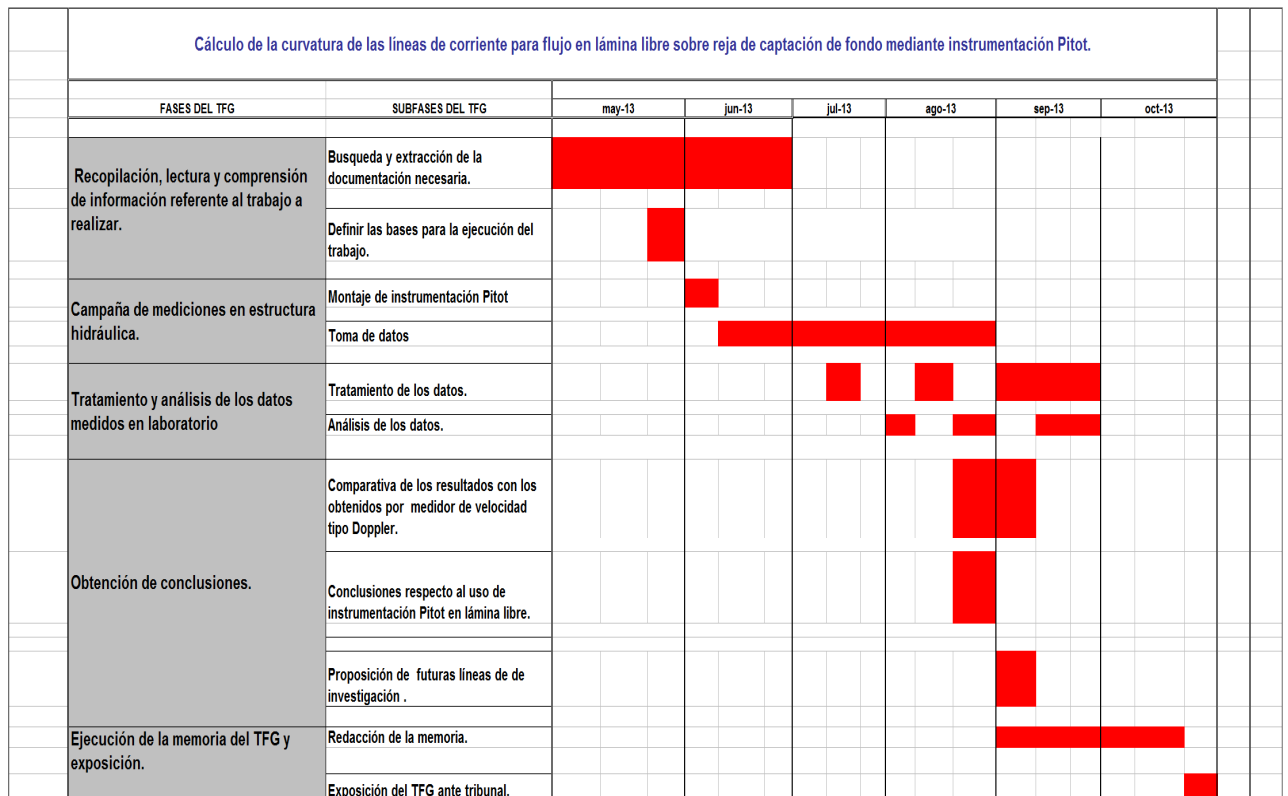 Cálculo de la curvatura de las líneas de corriente para flujo en lámina libre sobre reja de captación de fondo mediante instrumentación Pitot.
FASES DEL TFG
SUBFASES DEL TFG
may-13
jun-13
jul-13
ago-13
sep-13
oct-13
Recopilación, lectura y comprensión
de información referente al trabajo a
realizar.
Busqueda y extracción de la
documentación necesaria.
Definir las bases para la ejecución del
trabajo.
Campaña de mediciones en estructura
hidráulica.
Montaje de instrumentación Pitot
Toma de datos
Tratamiento y análisis de los datos
medidos en laboratorio
Tratamiento de los datos.
Análisis de los datos.
Obtención de conclusiones.
Comparativa de los resultados con los
obtenidos por medidor de velocidad
tipo Doppler.
Conclusiones respecto al uso de
instrumentación Pitot en lámina libre.
Proposición de futuras líneas de de
investigación .
Ejecución de la memoria del TFG y
exposición.
Redacción de la memoria.
Exposición del TFG ante tribunal.